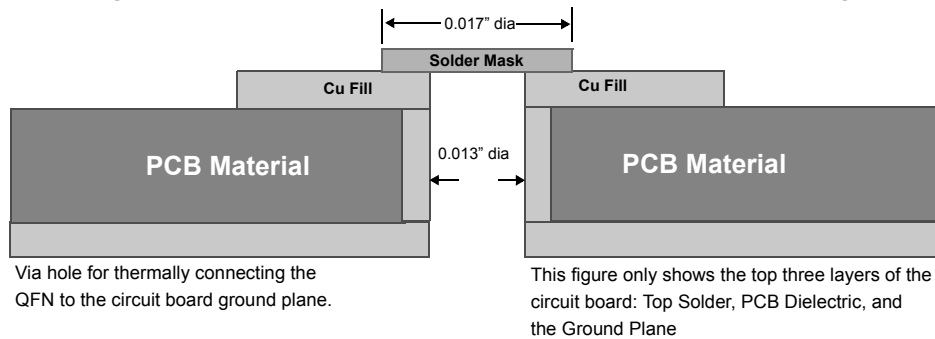 0.017” dia
Solder Mask
Cu Fill
Cu Fill
PCB Material
0.013” dia
PCB Material
Via hole for thermally connecting the
QFN to the circuit board ground plane.
This figure only shows the top three layers of the
circuit board: Top Solder, PCB Dielectric, and
the Ground Plane